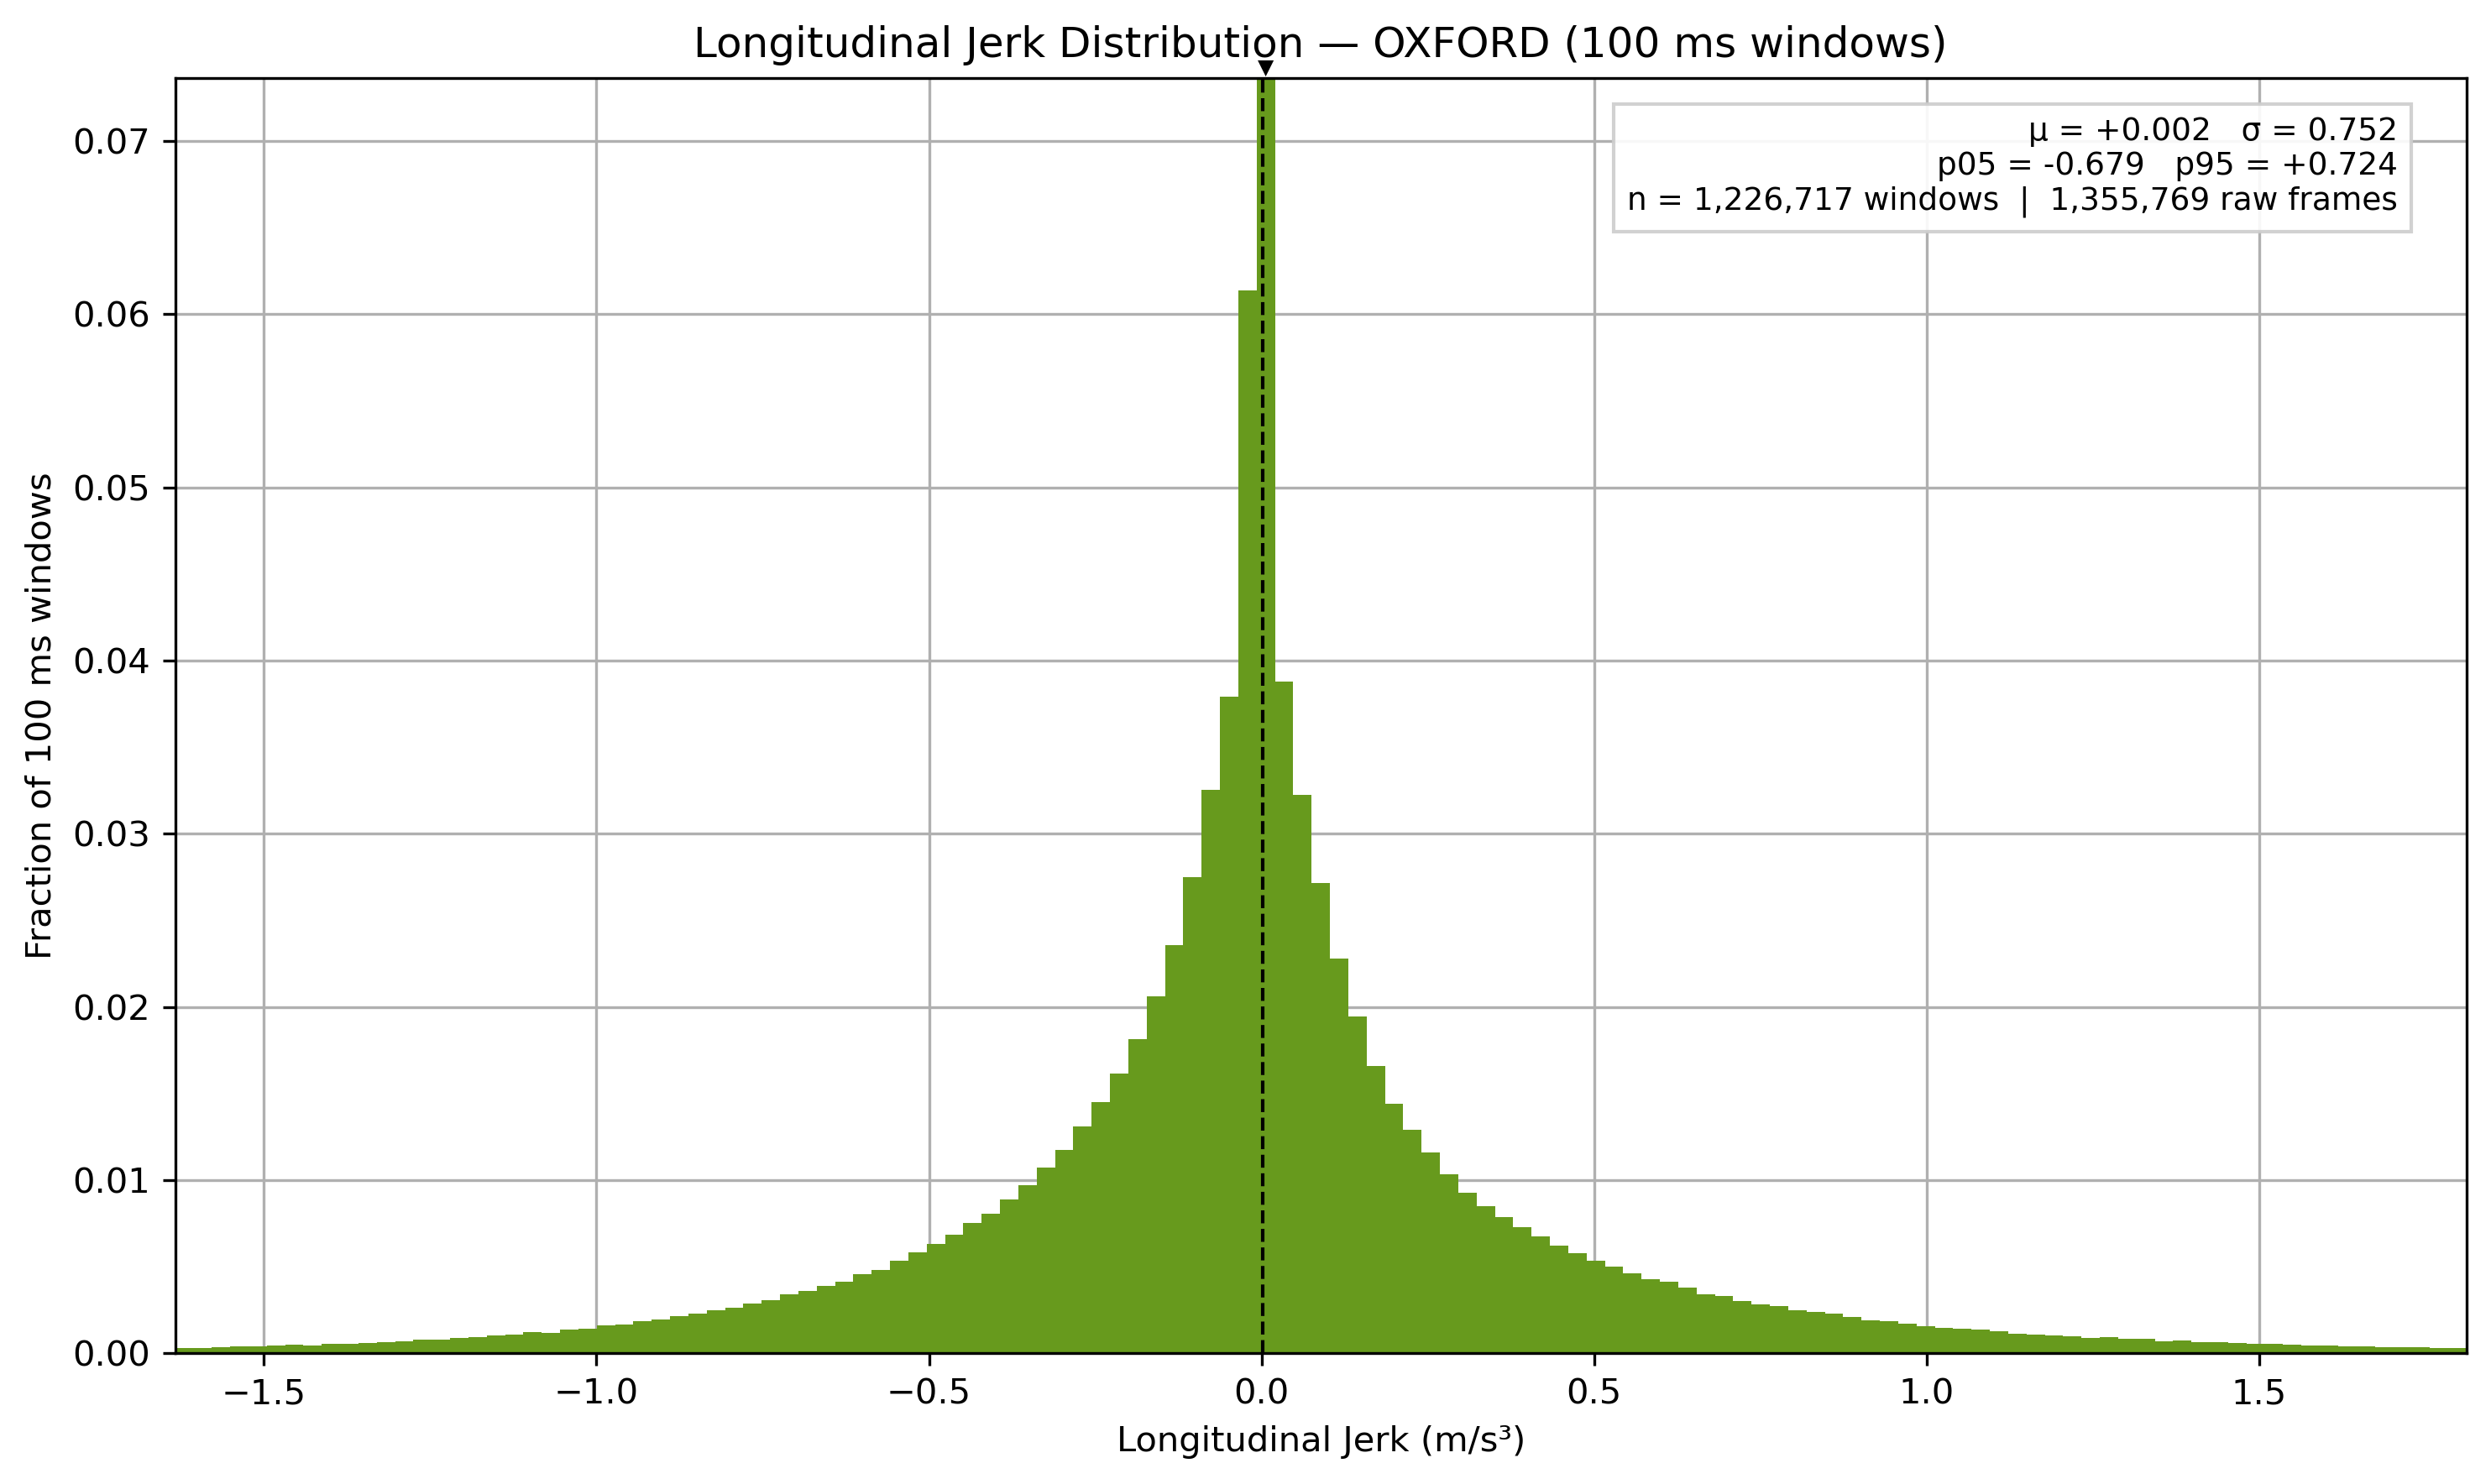 Longitudinal Jerk Distribution — OXFORD (100 ms windows)
μ = +0.002   σ = 0.752
p05 = -0.679   p95 = +0.724
n = 1,226,717 windows  |  1,355,769 raw frames
Fraction of 100 ms windows
0.07
0.06
0.05
0.04
0.03
0.02
0.01
0.00
−1.5
−1.0
−0.5
0.0
0.5
1.0
1.5
Longitudinal Jerk (m/s³)